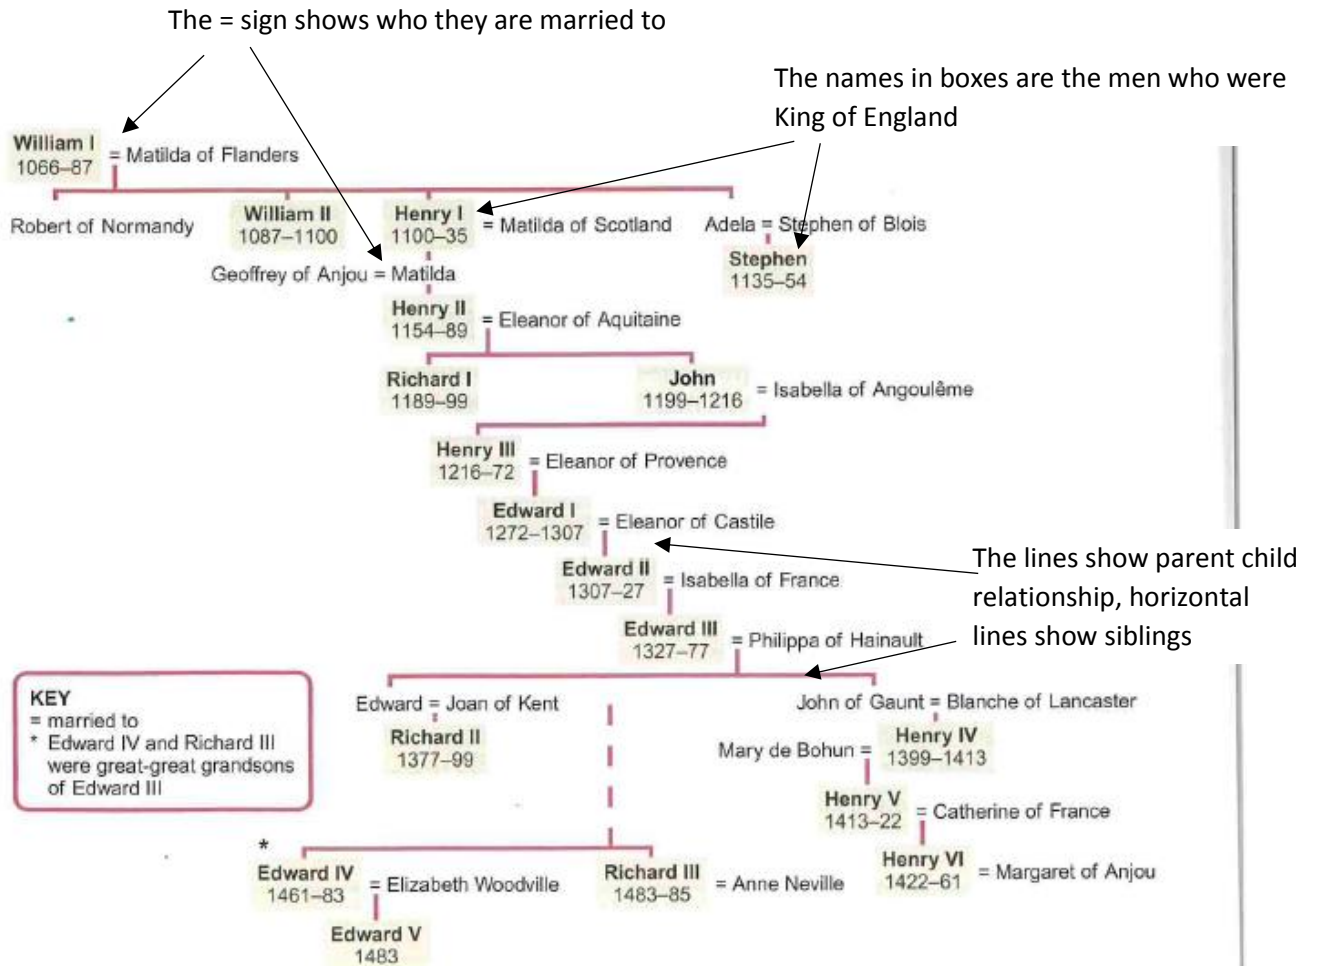 The = sign shows who they are married to
The names in boxes are the men who were
King of England
William I
1066–87
= Matilda of Flanders
Robert of Normandy
William II
1087–1100
Henry I
1100–35
= Matilda of Scotland
Adela = Stephen of Blois
Stephen
1135–54
Geoffrey of Anjou = Matilda
Henry II
1154–89
= Eleanor of Aquitaine
Richard I
1189–99
John
1199–1216
= Isabella of Angoulême
Henry III
1216–72
= Eleanor of Provence
Edward I
1272–1307
= Eleanor of Castile
Edward II
1307–27
= Isabella of France
The lines show parent child
relationship, horizontal
lines show siblings
Edward III
1327–77
= Philippa of Hainault
KEY
= married to
* Edward IV and Richard III
were great-great grandsons
of Edward III
Edward = Joan of Kent
Richard II
1377–99
John of Gaunt = Blanche of Lancaster
Mary de Bohun =
Henry IV
1399–1413
Henry V
1413–22
= Catherine of France
Henry VI
1422–61
= Margaret of Anjou
*
Edward IV
1461–83
= Elizabeth Woodville
Richard III
1483–85
= Anne Neville
Edward V
1483